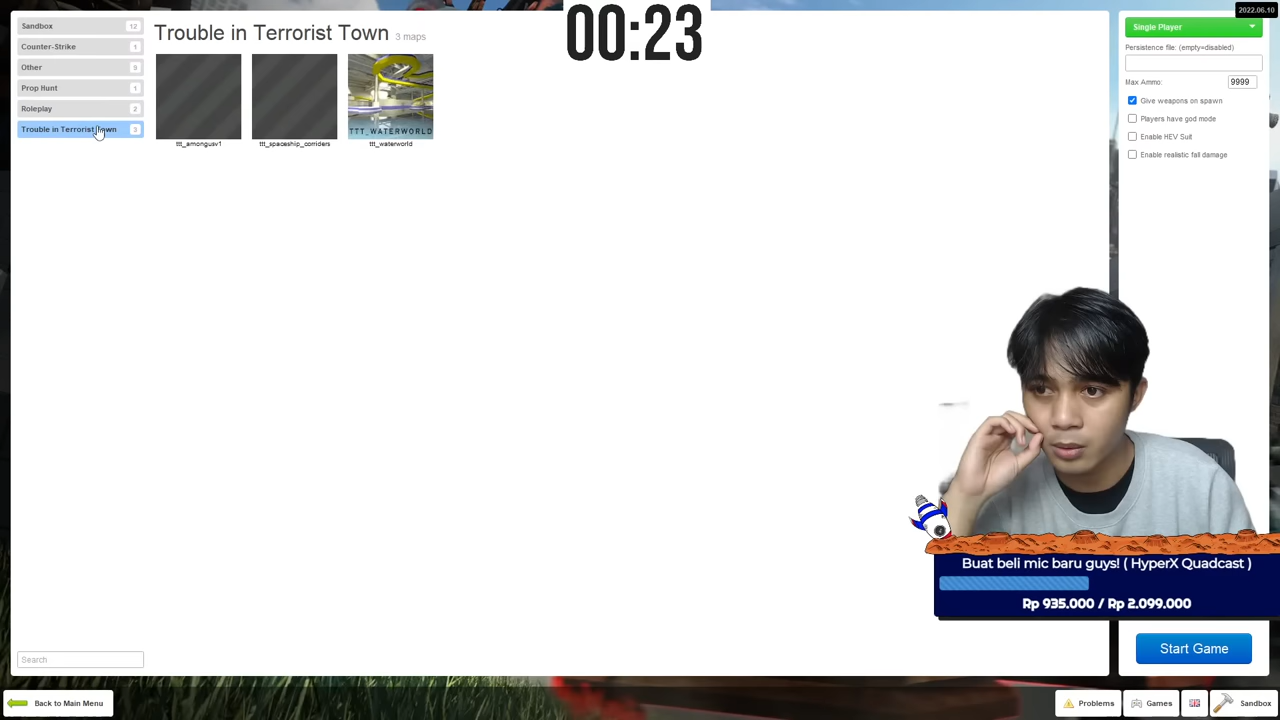 2022.06.10
00:23
Sandbox 12
Counter-Strike 1
Other 3
Prop Hunt 1
Roleplay 2
Trouble in Terrorist Town 3
Trouble in Terrorist Town 3 maps
TTT_WATERWORLD
ttt_amongusv1
ttt_spaceship_corriders
ttt_waterworld
Single Player
Persistence file: (empty=disabled)
Max Ammo: 9999
Give weapons on spawn
Players have god mode
Enable HEV Suit
Enable realistic fall damage
Buat beli mic baru guys! ( HyperX Quadcast )
Rp 935.000 / Rp 2.099.000
Start Game
Search
Back to Main Menu
Problems
Games
Sandbox